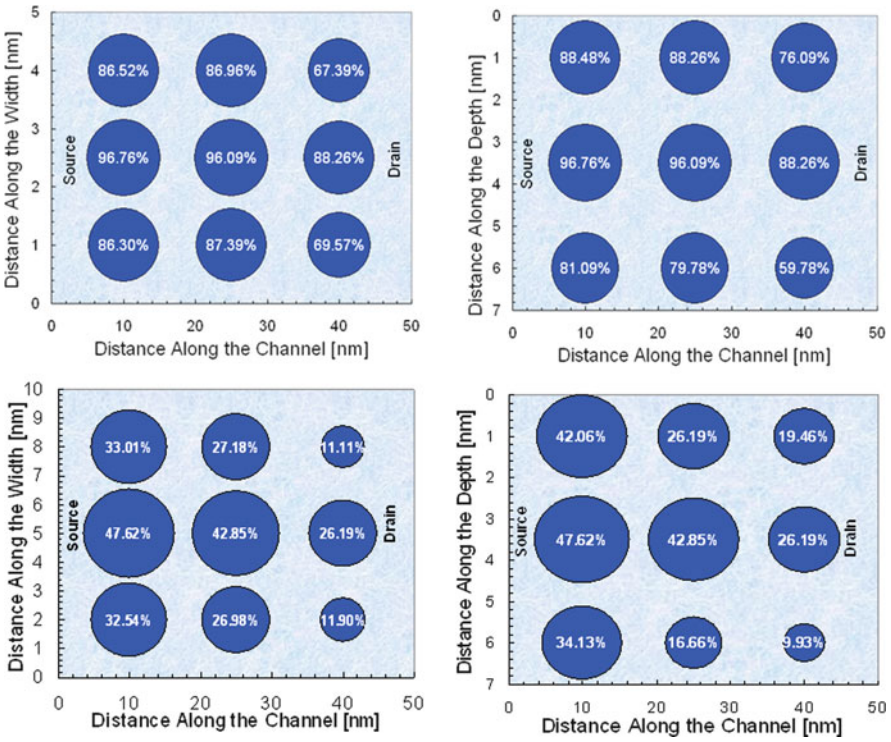 5
4
3
2
1
0
Distance Along the Width [nm]
Source
Drain
86.52% 86.96% 67.39%
96.76% 96.09% 88.26%
86.30% 87.39% 69.57%
0 10 20 30 40 50
Distance Along the Channel [nm]
0
1
2
3
4
5
6
7
Distance Along the Depth [nm]
Source
Drain
88.48% 88.26% 76.09%
96.76% 96.09% 88.26%
81.09% 79.78% 59.78%
0 10 20 30 40 50
Distance Along the Channel [nm]
10
9
8
7
6
5
4
3
2
1
0
Distance Along the Width [nm]
Source
Drain
33.01% 27.18% 11.11%
47.62% 42.85% 26.19%
32.54% 26.98% 11.90%
0 10 20 30 40 50
Distance Along the Channel [nm]
0
1
2
3
4
5
6
7
Distance Along the Depth [nm]
Source
Drain
42.06% 26.19% 19.46%
47.62% 42.85% 26.19%
34.13% 16.66% 9.93%
0 10 20 30 40 50
Distance Along the Channel [nm]